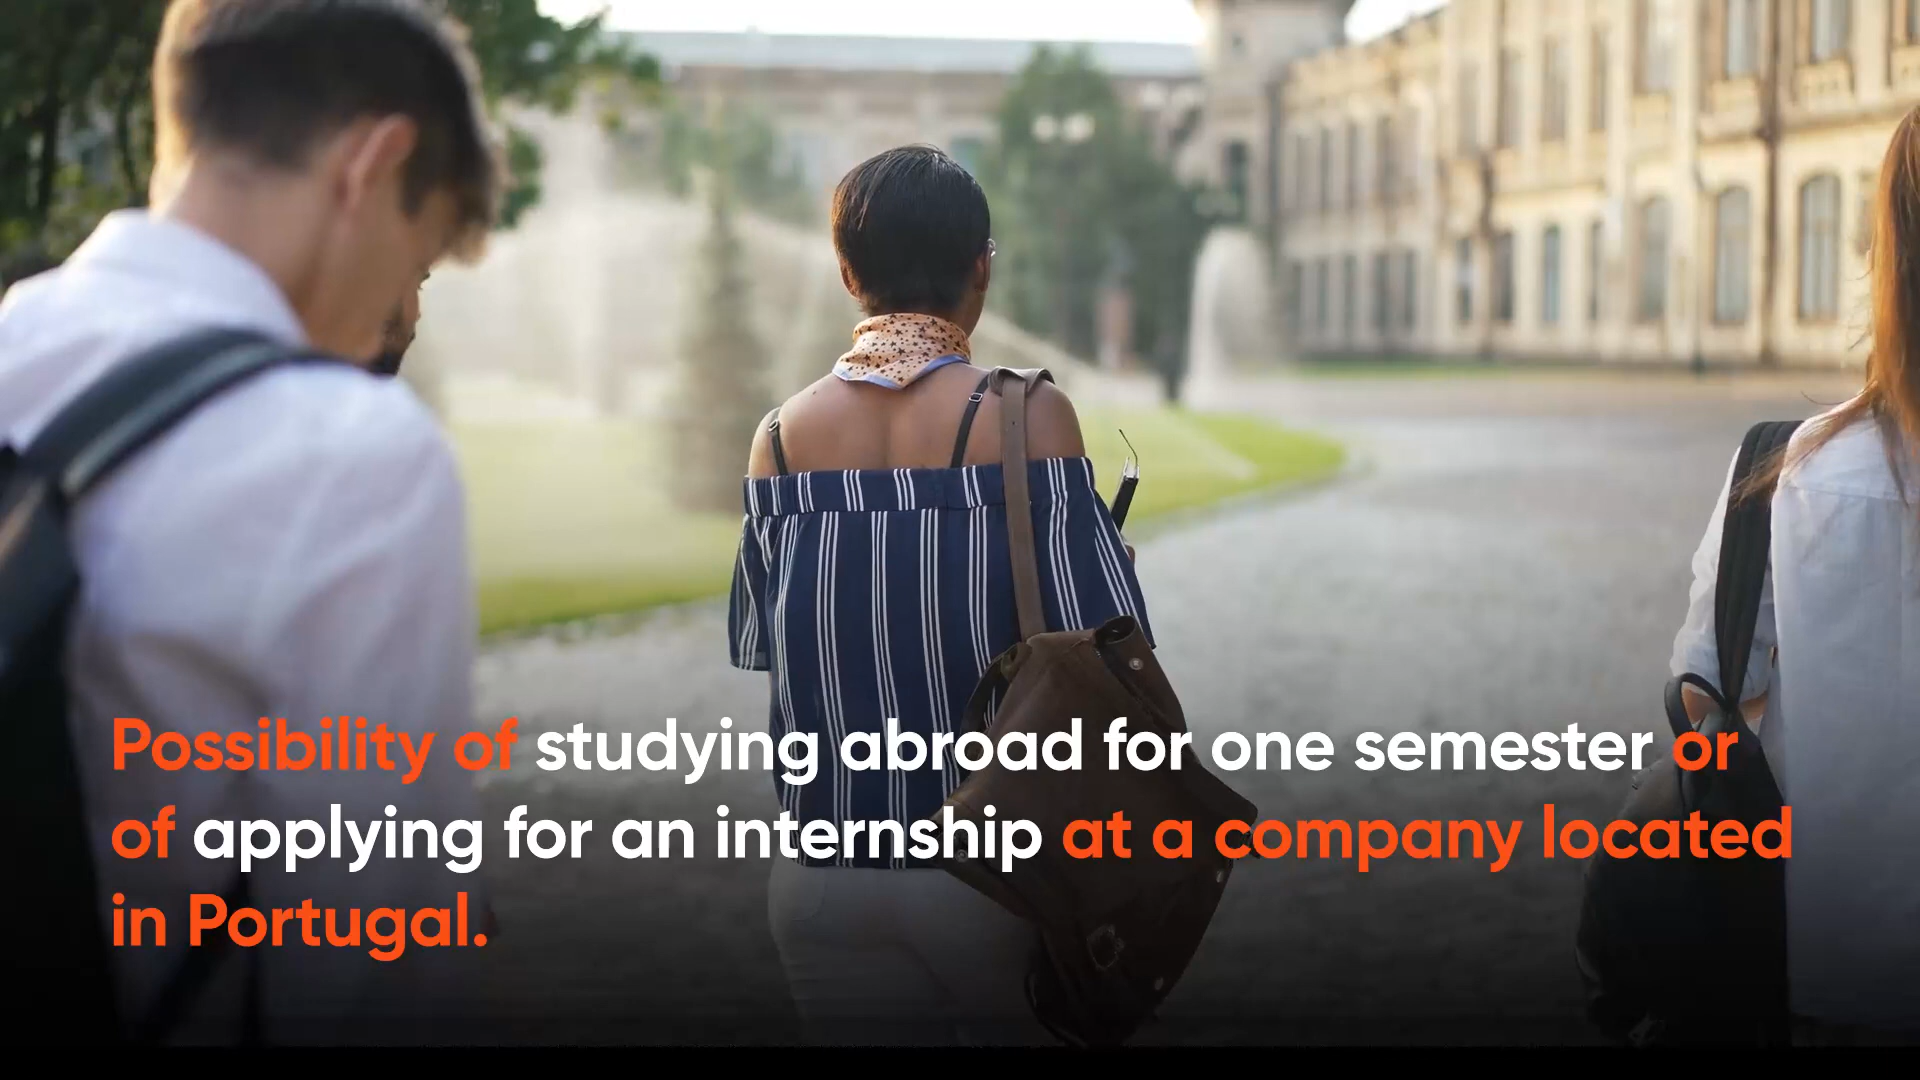 Possibility of studying abroad for one semester or
of applying for an internship at a company located
in Portugal.